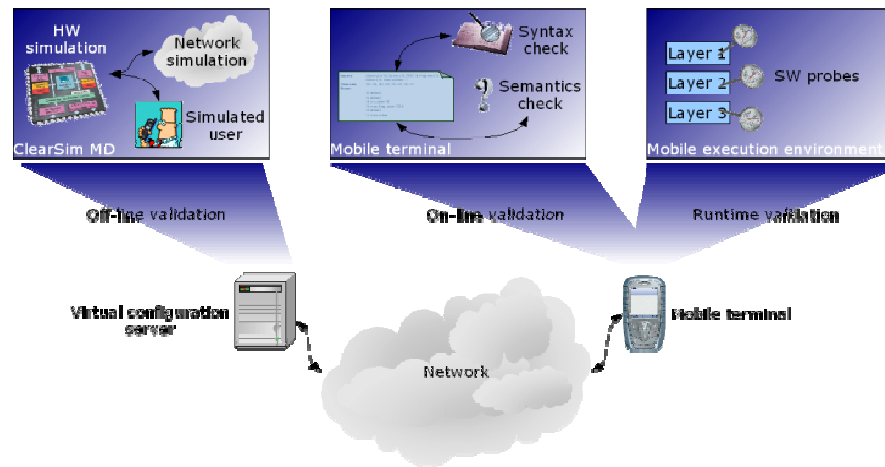 HW
simulation
Network
simulation
Simulated
user
ClearSim MD
Syntax
check
Semantics
check
Mobile terminal
Layer 1
Layer 2
Layer 3
SW probes
Mobile execution environment
Off-line validation
On-line validation
Runtime validation
Virtual configuration
server
Network
Mobile terminal